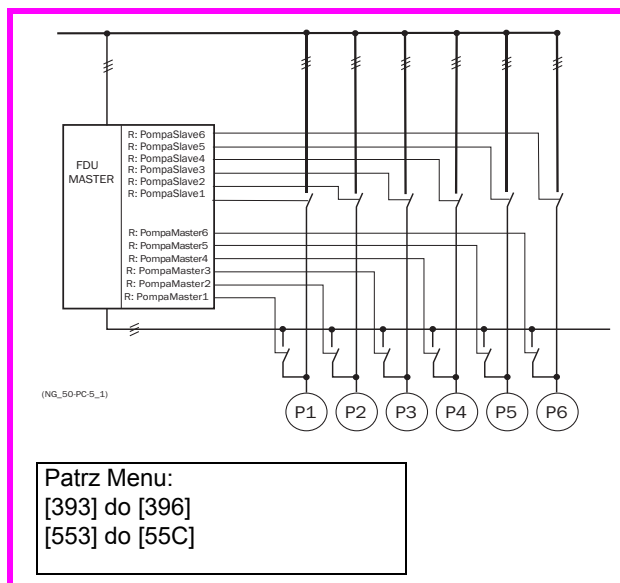 FDU
MASTER
R: PompaSlave6
R: PompaSlave5
R: PompaSlave4
R: PompaSlave3
R: PompaSlave2
R: PompaSlave1
R: PompaMaster6
R: PompaMaster5
R: PompaMaster4
R: PompaMaster3
R: PompaMaster2
R: PompaMaster1
(NG_50-PC-5_1)
P1 P2 P3 P4 P5 P6
Patrz Menu:
[393] do [396]
[553] do [55C]